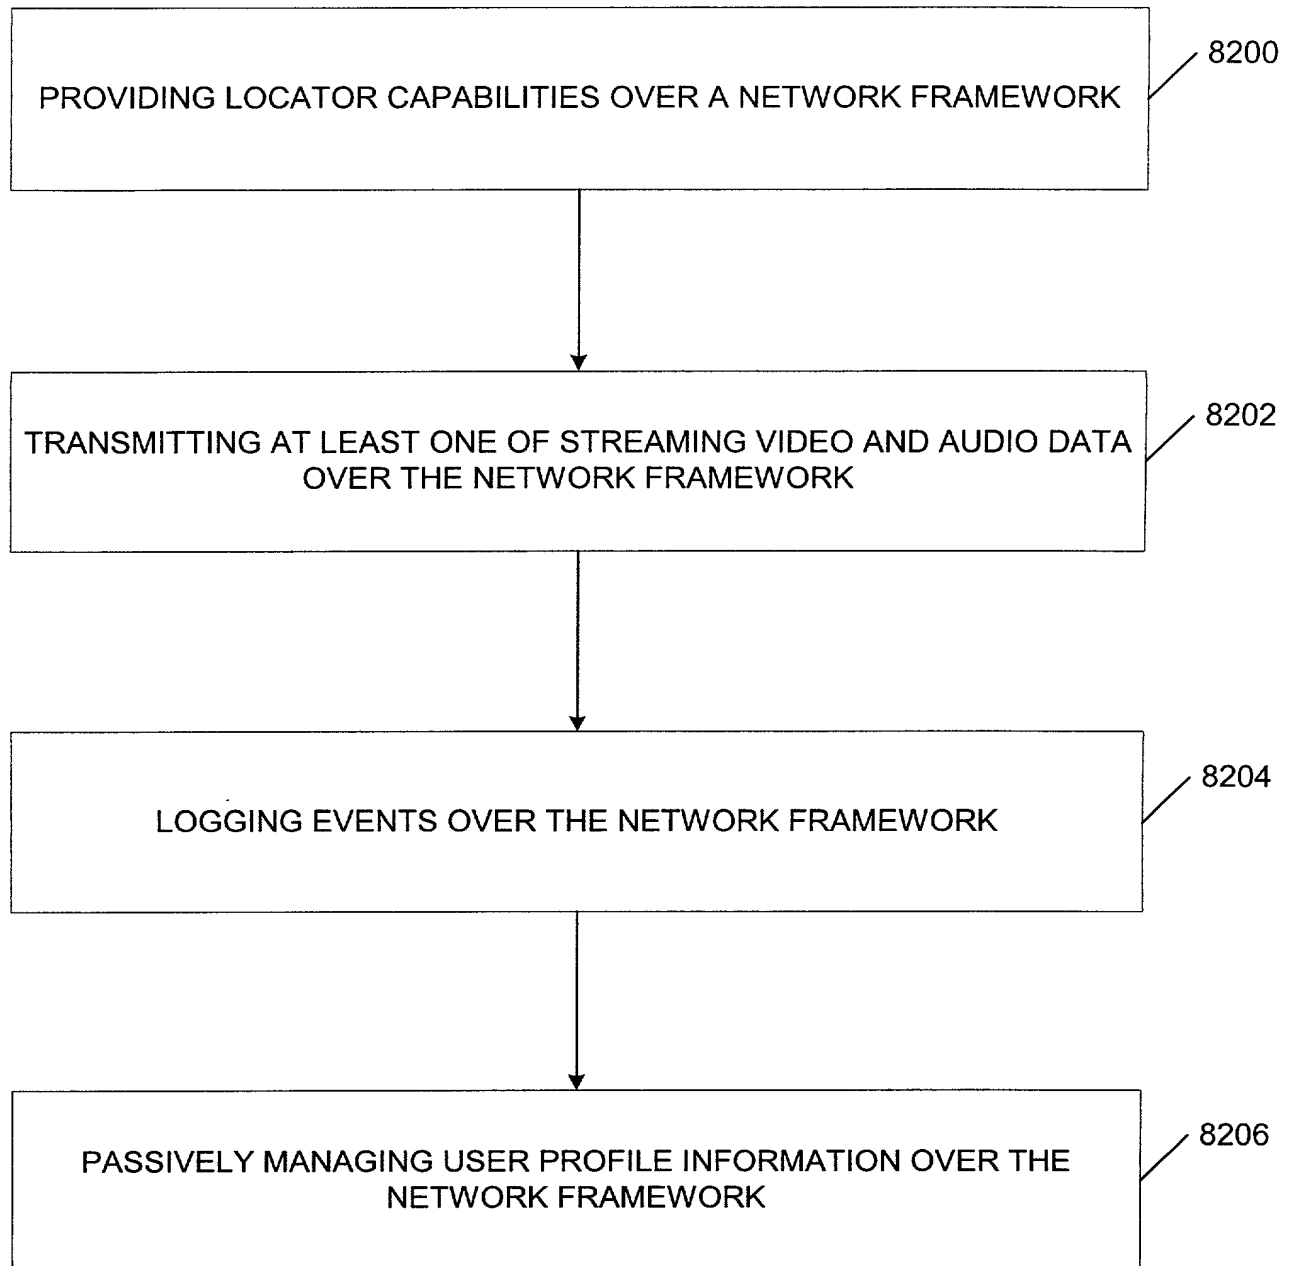 8200
PROVIDING LOCATOR CAPABILITIES OVER A NETWORK FRAMEWORK
8202
TRANSMITTING AT LEAST ONE OF STREAMING VIDEO AND AUDIO DATA
OVER THE NETWORK FRAMEWORK
8204
LOGGING EVENTS OVER THE NETWORK FRAMEWORK
8206
PASSIVELY MANAGING USER PROFILE INFORMATION OVER THE
NETWORK FRAMEWORK